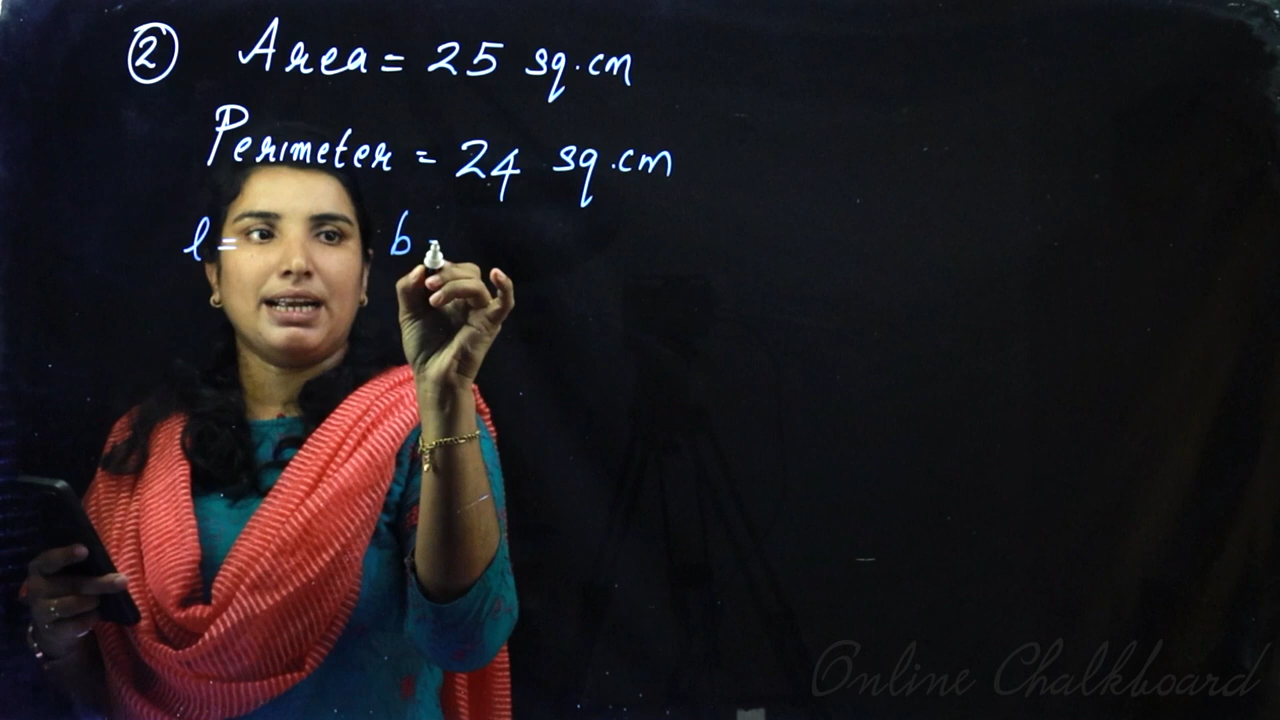 ② Area = 25 sq.cm
Perimeter = 24 sq.cm
l = b =
Online Chalkboard